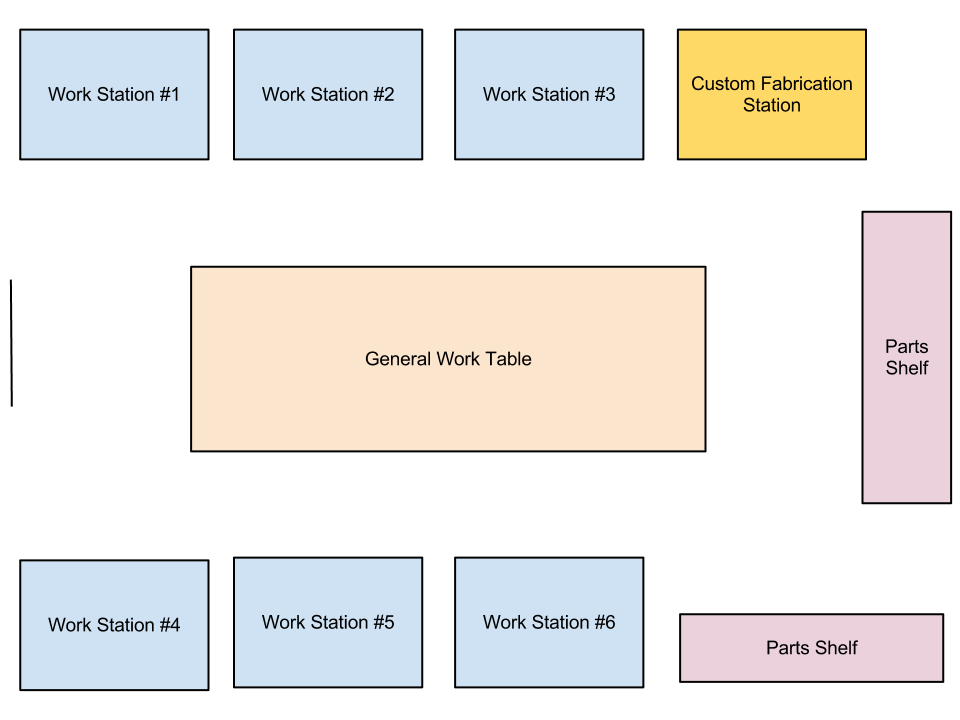 Work Station #1
Work Station #2
Work Station #3
Custom Fabrication
Station
General Work Table
Parts
Shelf
Work Station #4
Work Station #5
Work Station #6
Parts Shelf